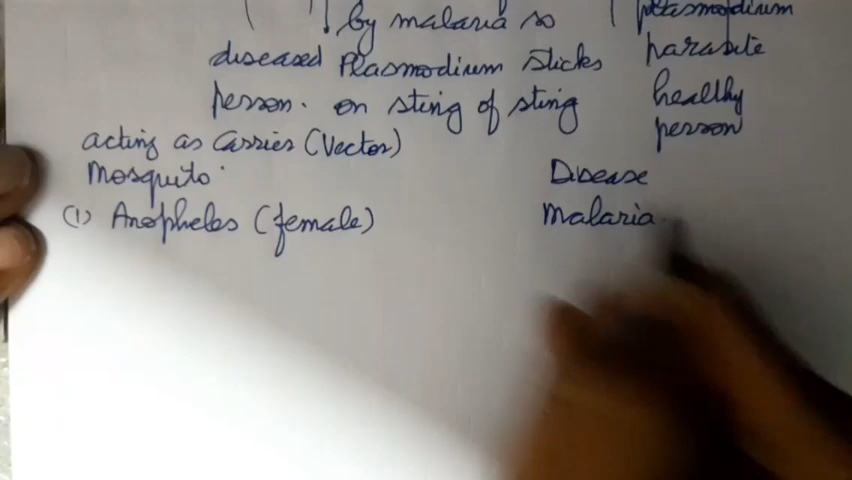 by malaria so plasmodium
diseased Plasmodium sticks parasite
person. on sting of sting healthy
person
acting as Carrier (Vector)
Mosquito. Disease
(1) Anopheles (female) Malaria.